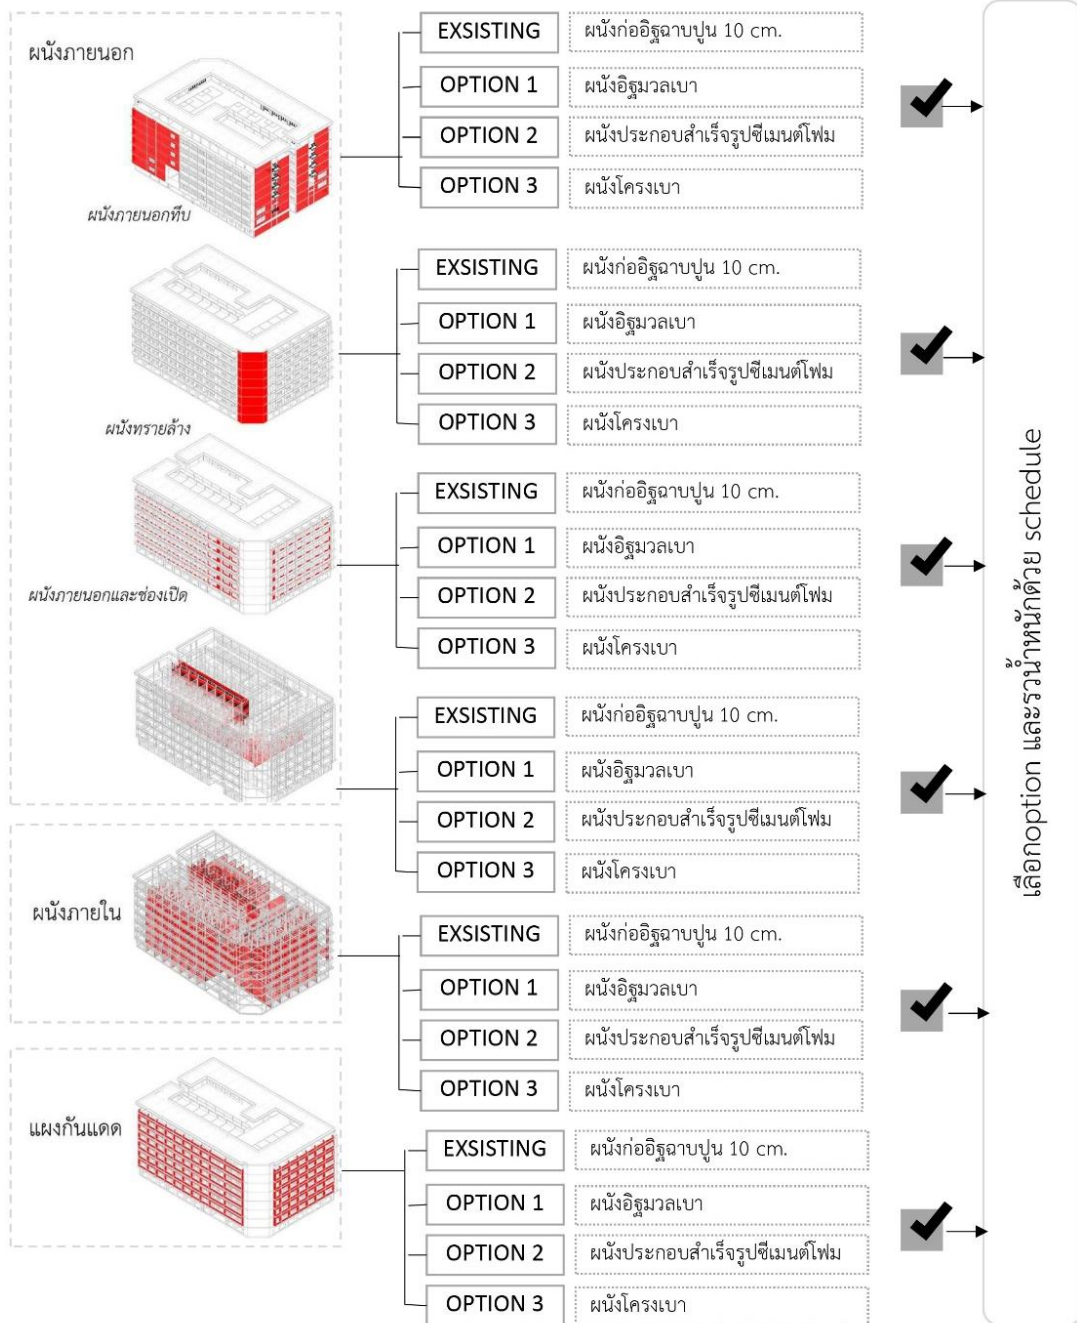 ผนังภายนอก
EXSISTING ผนังก่ออิฐฉาบปูน 10 cm.
OPTION 1 ผนังอิฐมวลเบา
OPTION 2 ผนังประกอบสำเร็จรูปซีเมนต์โฟม
OPTION 3 ผนังโครงเบา
ผนังภายนอกทึบ
EXSISTING ผนังก่ออิฐฉาบปูน 10 cm.
OPTION 1 ผนังอิฐมวลเบา
OPTION 2 ผนังประกอบสำเร็จรูปซีเมนต์โฟม
OPTION 3 ผนังโครงเบา
ผนังทรายล้าง
EXSISTING ผนังก่ออิฐฉาบปูน 10 cm.
OPTION 1 ผนังอิฐมวลเบา
OPTION 2 ผนังประกอบสำเร็จรูปซีเมนต์โฟม
OPTION 3 ผนังโครงเบา
ผนังภายนอกและช่องเปิด
EXSISTING ผนังก่ออิฐฉาบปูน 10 cm.
OPTION 1 ผนังอิฐมวลเบา
OPTION 2 ผนังประกอบสำเร็จรูปซีเมนต์โฟม
OPTION 3 ผนังโครงเบา
ผนังภายใน
EXSISTING ผนังก่ออิฐฉาบปูน 10 cm.
OPTION 1 ผนังอิฐมวลเบา
OPTION 2 ผนังประกอบสำเร็จรูปซีเมนต์โฟม
OPTION 3 ผนังโครงเบา
แผงกันแดด
EXSISTING ผนังก่ออิฐฉาบปูน 10 cm.
OPTION 1 ผนังอิฐมวลเบา
OPTION 2 ผนังประกอบสำเร็จรูปซีเมนต์โฟม
OPTION 3 ผนังโครงเบา
เลือกoption และรวน้ำหนักด้วย schedule